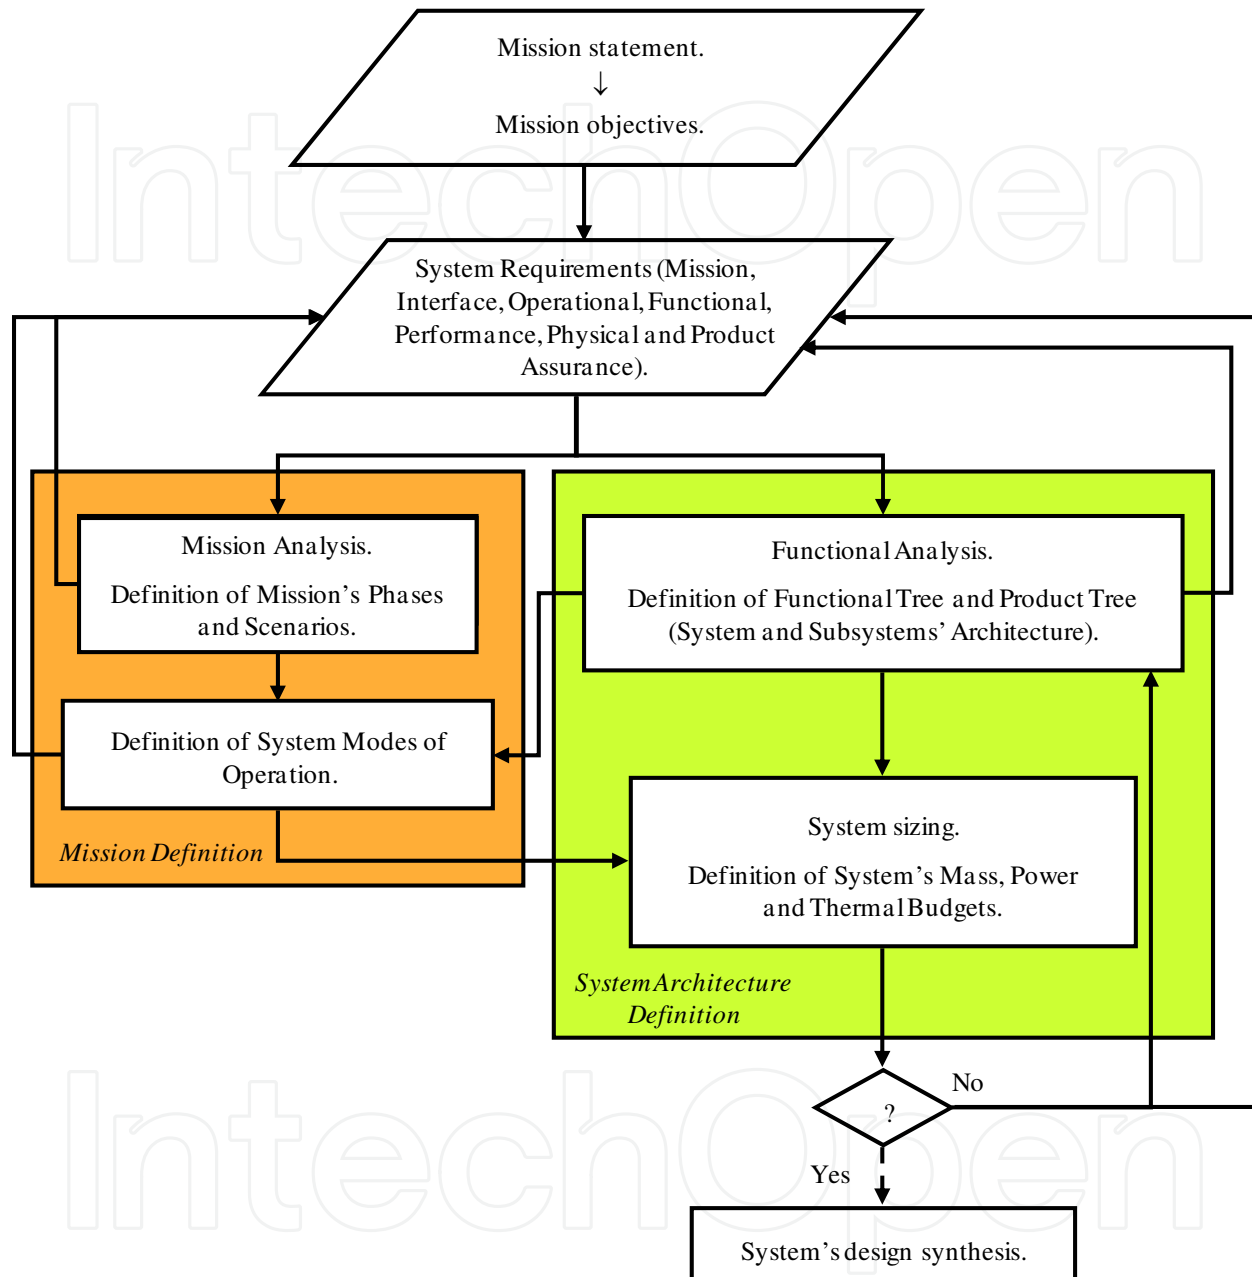 Mission statement.
↓
Mission objectives.
System Requirements (Mission,
Interface, Operational, Functional,
Performance, Physical and Product
Assurance).
Mission Analysis.
Definition of Mission's Phases
and Scenarios.
Functional Analysis.
Definition of Functional Tree and Product Tree
(System and Subsystems' Architecture).
Definition of System Modes of
Operation.
Mission Definition
System sizing.
Definition of System's Mass, Power
and Thermal Budgets.
System Architecture
Definition
No
?
Yes
System's design synthesis.
IntechOpen
IntechOpen